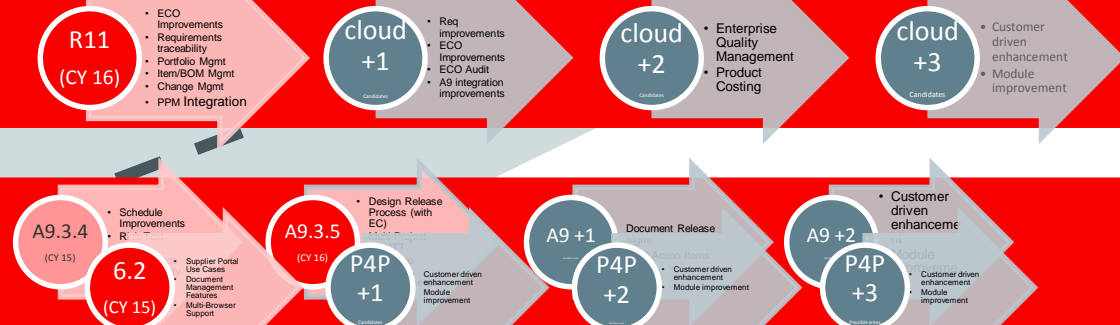 R11
(CY 16)
• ECO
Improvements
• Requirements
traceability
• Portfolio Mgmt
• Item/BOM Mgmt
• Change Mgmt
• PPM Integration
cloud
+1
Candidates
• Req
improvements
• ECO
Improvements
• ECO Audit
• A9 integration
improvements
cloud
+2
Candidates
• Enterprise
Quality
Management
• Product
Costing
cloud
+3
Candidates
• Customer
driven
enhancement
• Module
improvement
A9.3.4
(CY 15)
• Schedule
Improvements
6.2
(CY 15)
• Supplier Portal
Use Cases
• Document
Management
Features
• Multi-Browser
Support
A9.3.5
(CY 16)
• Design Release
Process (with
EC)
P4P
+1
Candidates
Customer driven
enhancement
Module
improvement
A9 +1
Document Release
Action Items
P4P
+2
• Customer driven
enhancement
• Module improvement
A9 +2
• Customer
driven
enhanceme
Module
improveme
P4P
+3
Possible areas
• Customer driven
enhancement
• Module
improvement